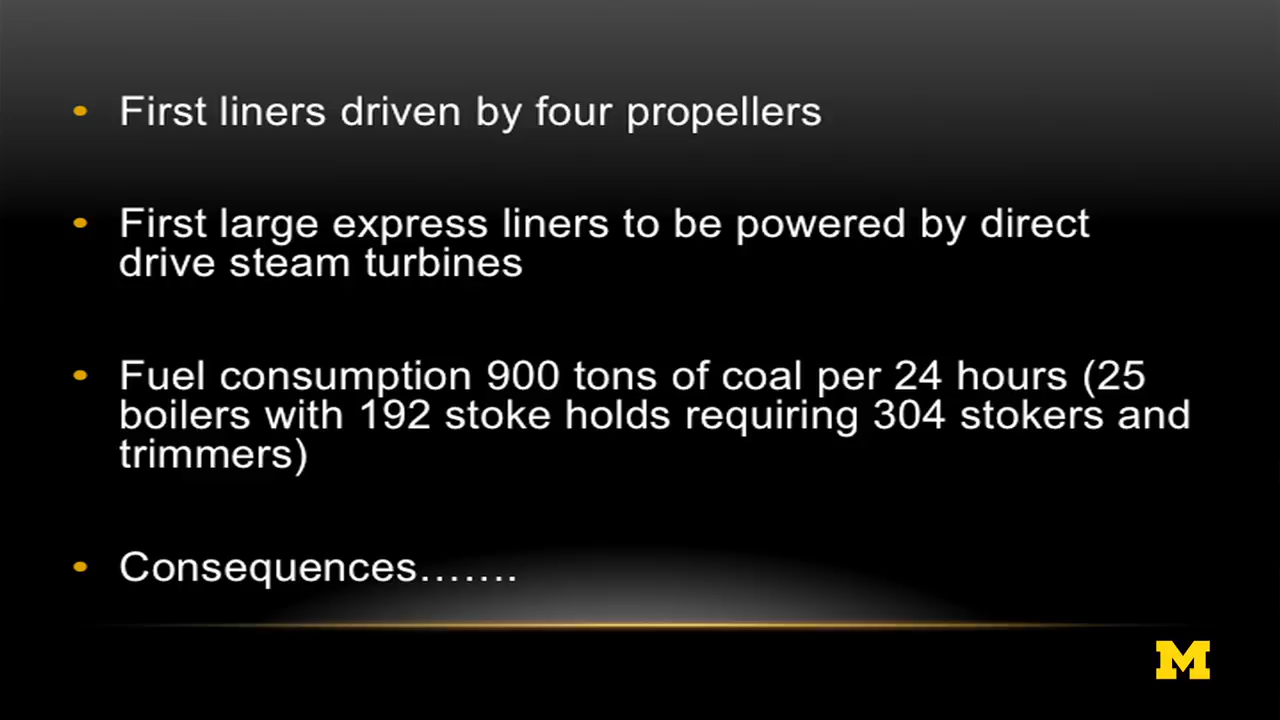 • First liners driven by four propellers
• First large express liners to be powered by direct
drive steam turbines
• Fuel consumption 900 tons of coal per 24 hours (25
boilers with 192 stoke holds requiring 304 stokers and
trimmers)
• Consequences.......
M